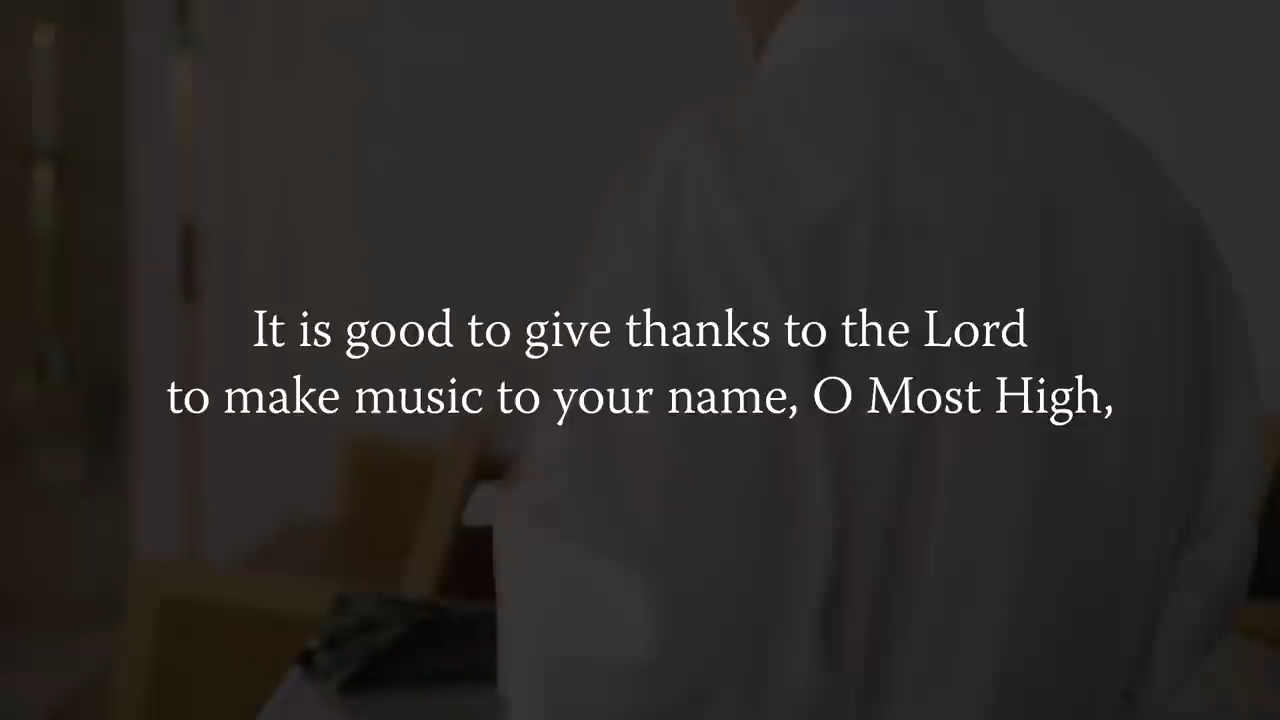 It is good to give thanks to the Lord
to make music to your name, O Most High,